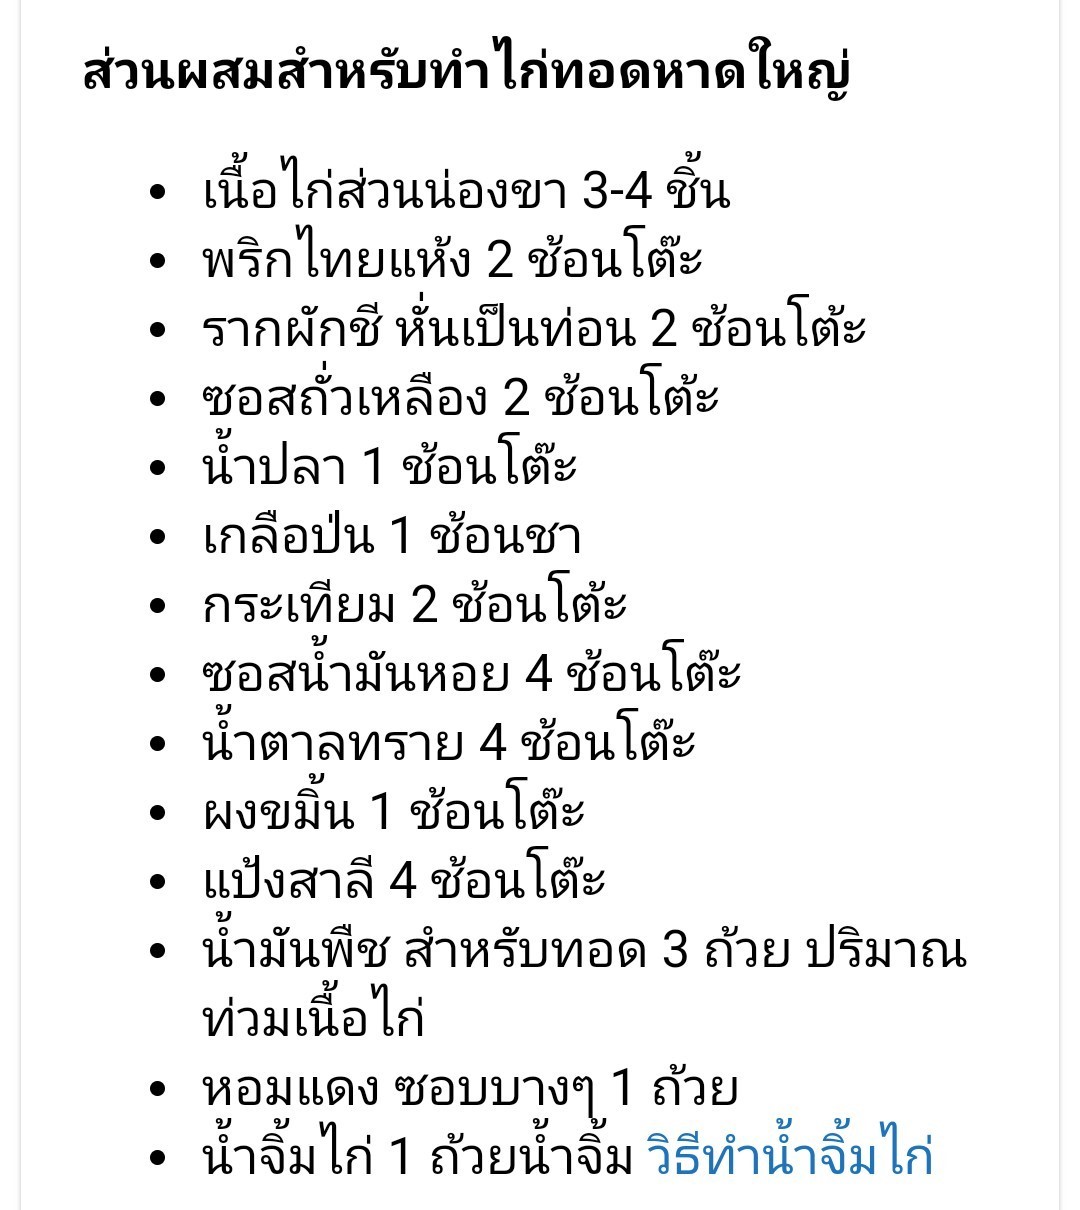 ส่วนผสมสำหรับทำไก่ทอดหาดใหญ่
• เนื้อไก่ส่วนน่องขา 3-4 ชิ้น
• พริกไทยแห้ง 2 ช้อนโต๊ะ
• รากผักชี หั่นเป็นท่อน 2 ช้อนโต้ะ
• ซอสถั่วเหลือง 2 ช้อนโต้ะ
• น้ำปลา 1 ช้อนโต๊ะ
• เกลือป่น 1 ช้อนชา
• กระเทียม 2 ช้อนโต้ะ
• ซอสน้ำมันหอย 4 ช้อนโต๊ะ
• น้ำตาลทราย 4 ช้อนโต๊ะ
• ผงขมิ้น 1 ช้อนโต๊ะ
• แป้งสาลี 4 ช้อนโต๊ะ
• น้ำมันพืช สำหรับทอด 3 ถ้วย ปริมาณ
ท่วมเนื้อไก่
• หอมแดง ซอบบางๆ 1 ถ้วย
• น้ำจิ้มไก่ 1 ถ้วยน้ำจิ้ม วิธีทำน้ำจิ้มไก่